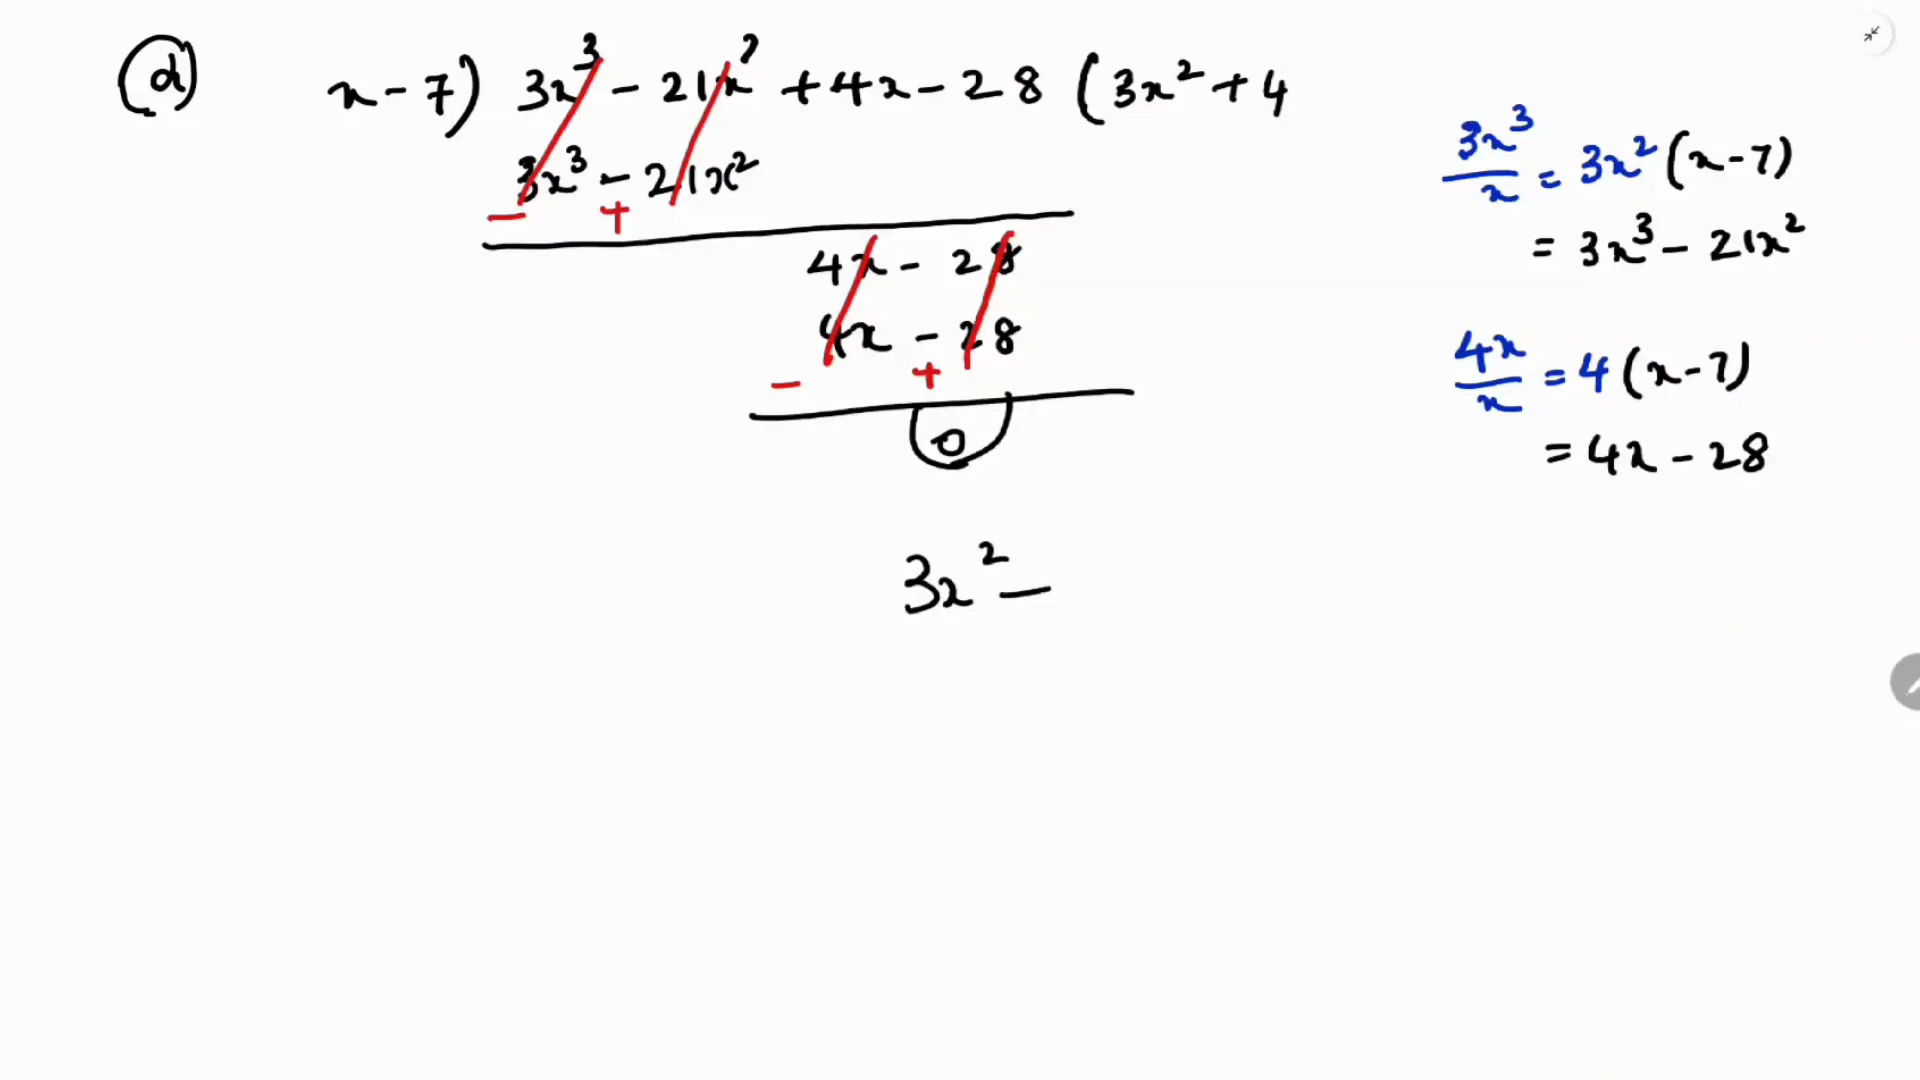 (d) x - 7) 3x³ - 21x² + 4x - 28 (3x² + 4
3x³ - 21x²
- +
4x - 28
4x - 28
- +
0
3x² -
3x³/x = 3x² (x - 7)
= 3x³ - 21x²
4x/x = 4 (x - 7)
= 4x - 28